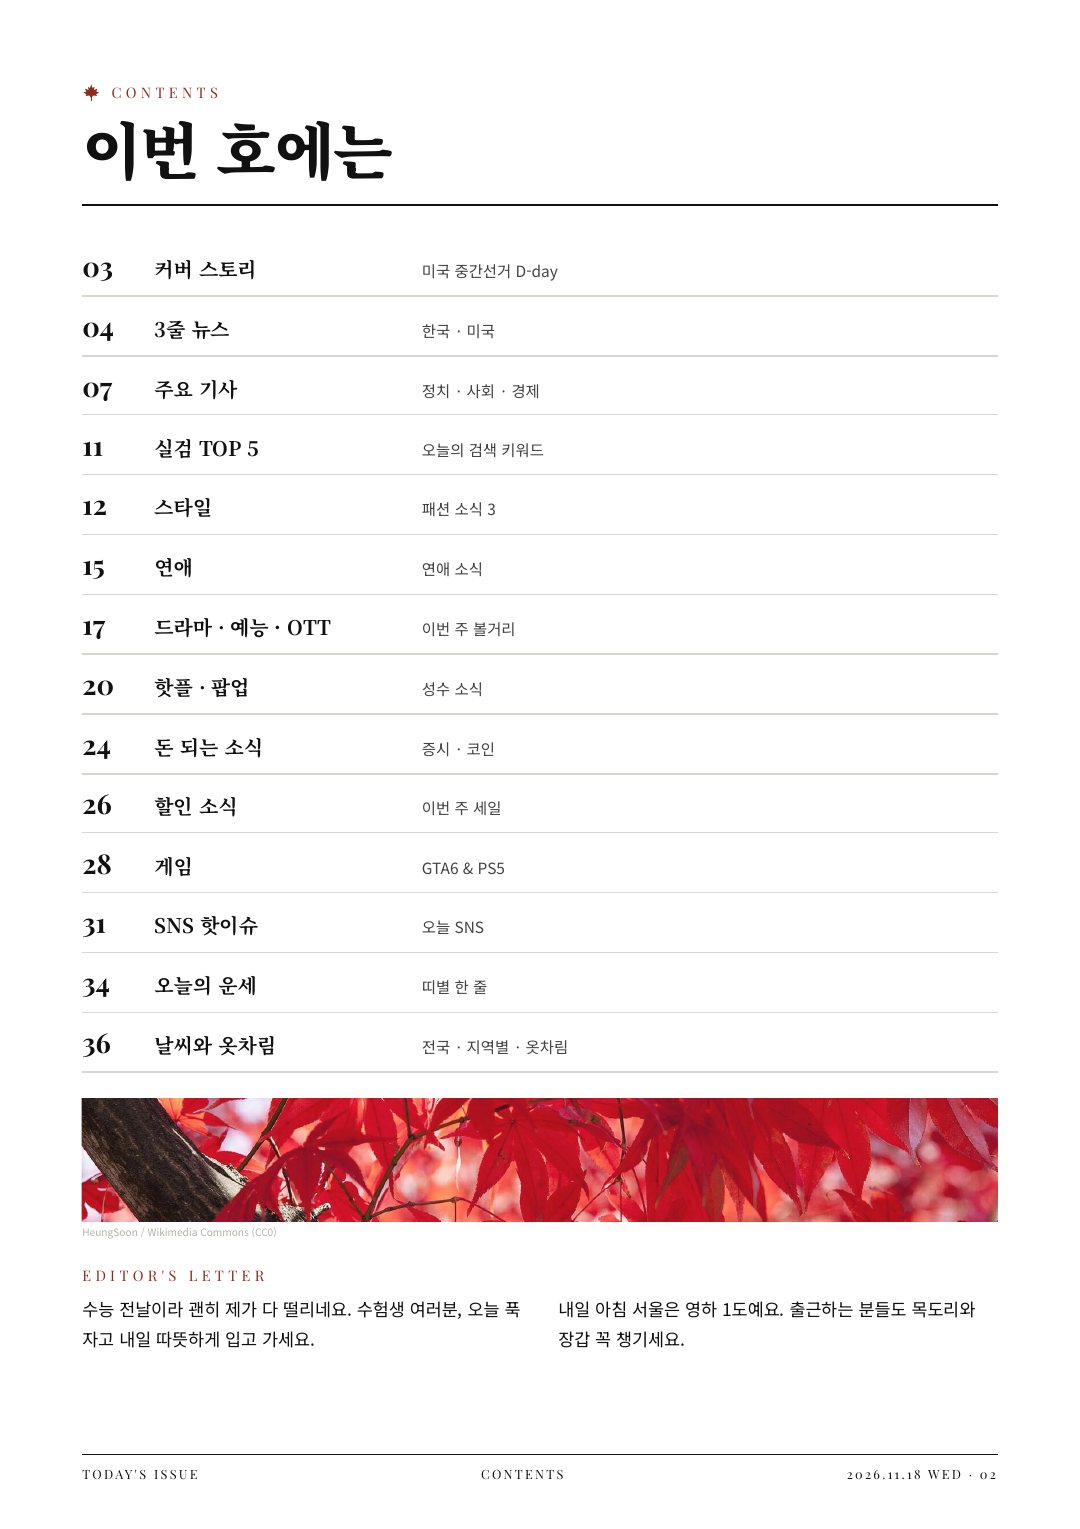 CONTENTS
이번 호에는
03 커버 스토리 미국 중간선거 D-day
04 3줄 뉴스 한국 · 미국
07 주요 기사 정치 · 사회 · 경제
11 실검 TOP 5 오늘의 검색 키워드
12 스타일 패션 소식 3
15 연애 연애 소식
17 드라마 · 예능 · OTT 이번 주 볼거리
20 핫플 · 팝업 성수 소식
24 돈 되는 소식 증시 · 코인
26 할인 소식 이번 주 세일
28 게임 GTA6 & PS5
31 SNS 핫이슈 오늘 SNS
34 오늘의 운세 띠별 한 줄
36 날씨와 옷차림 전국 · 지역별 · 옷차림
HeungSoon / Wikimedia Commons (CC0)
EDITOR'S LETTER
수능 전날이라 괜히 제가 다 떨리네요. 수험생 여러분, 오늘 푹
자고 내일 따뜻하게 입고 가세요.
내일 아침 서울은 영하 1도예요. 출근하는 분들도 목도리와
장갑 꼭 챙기세요.
TODAY'S ISSUE CONTENTS 2026.11.18 WED · 02